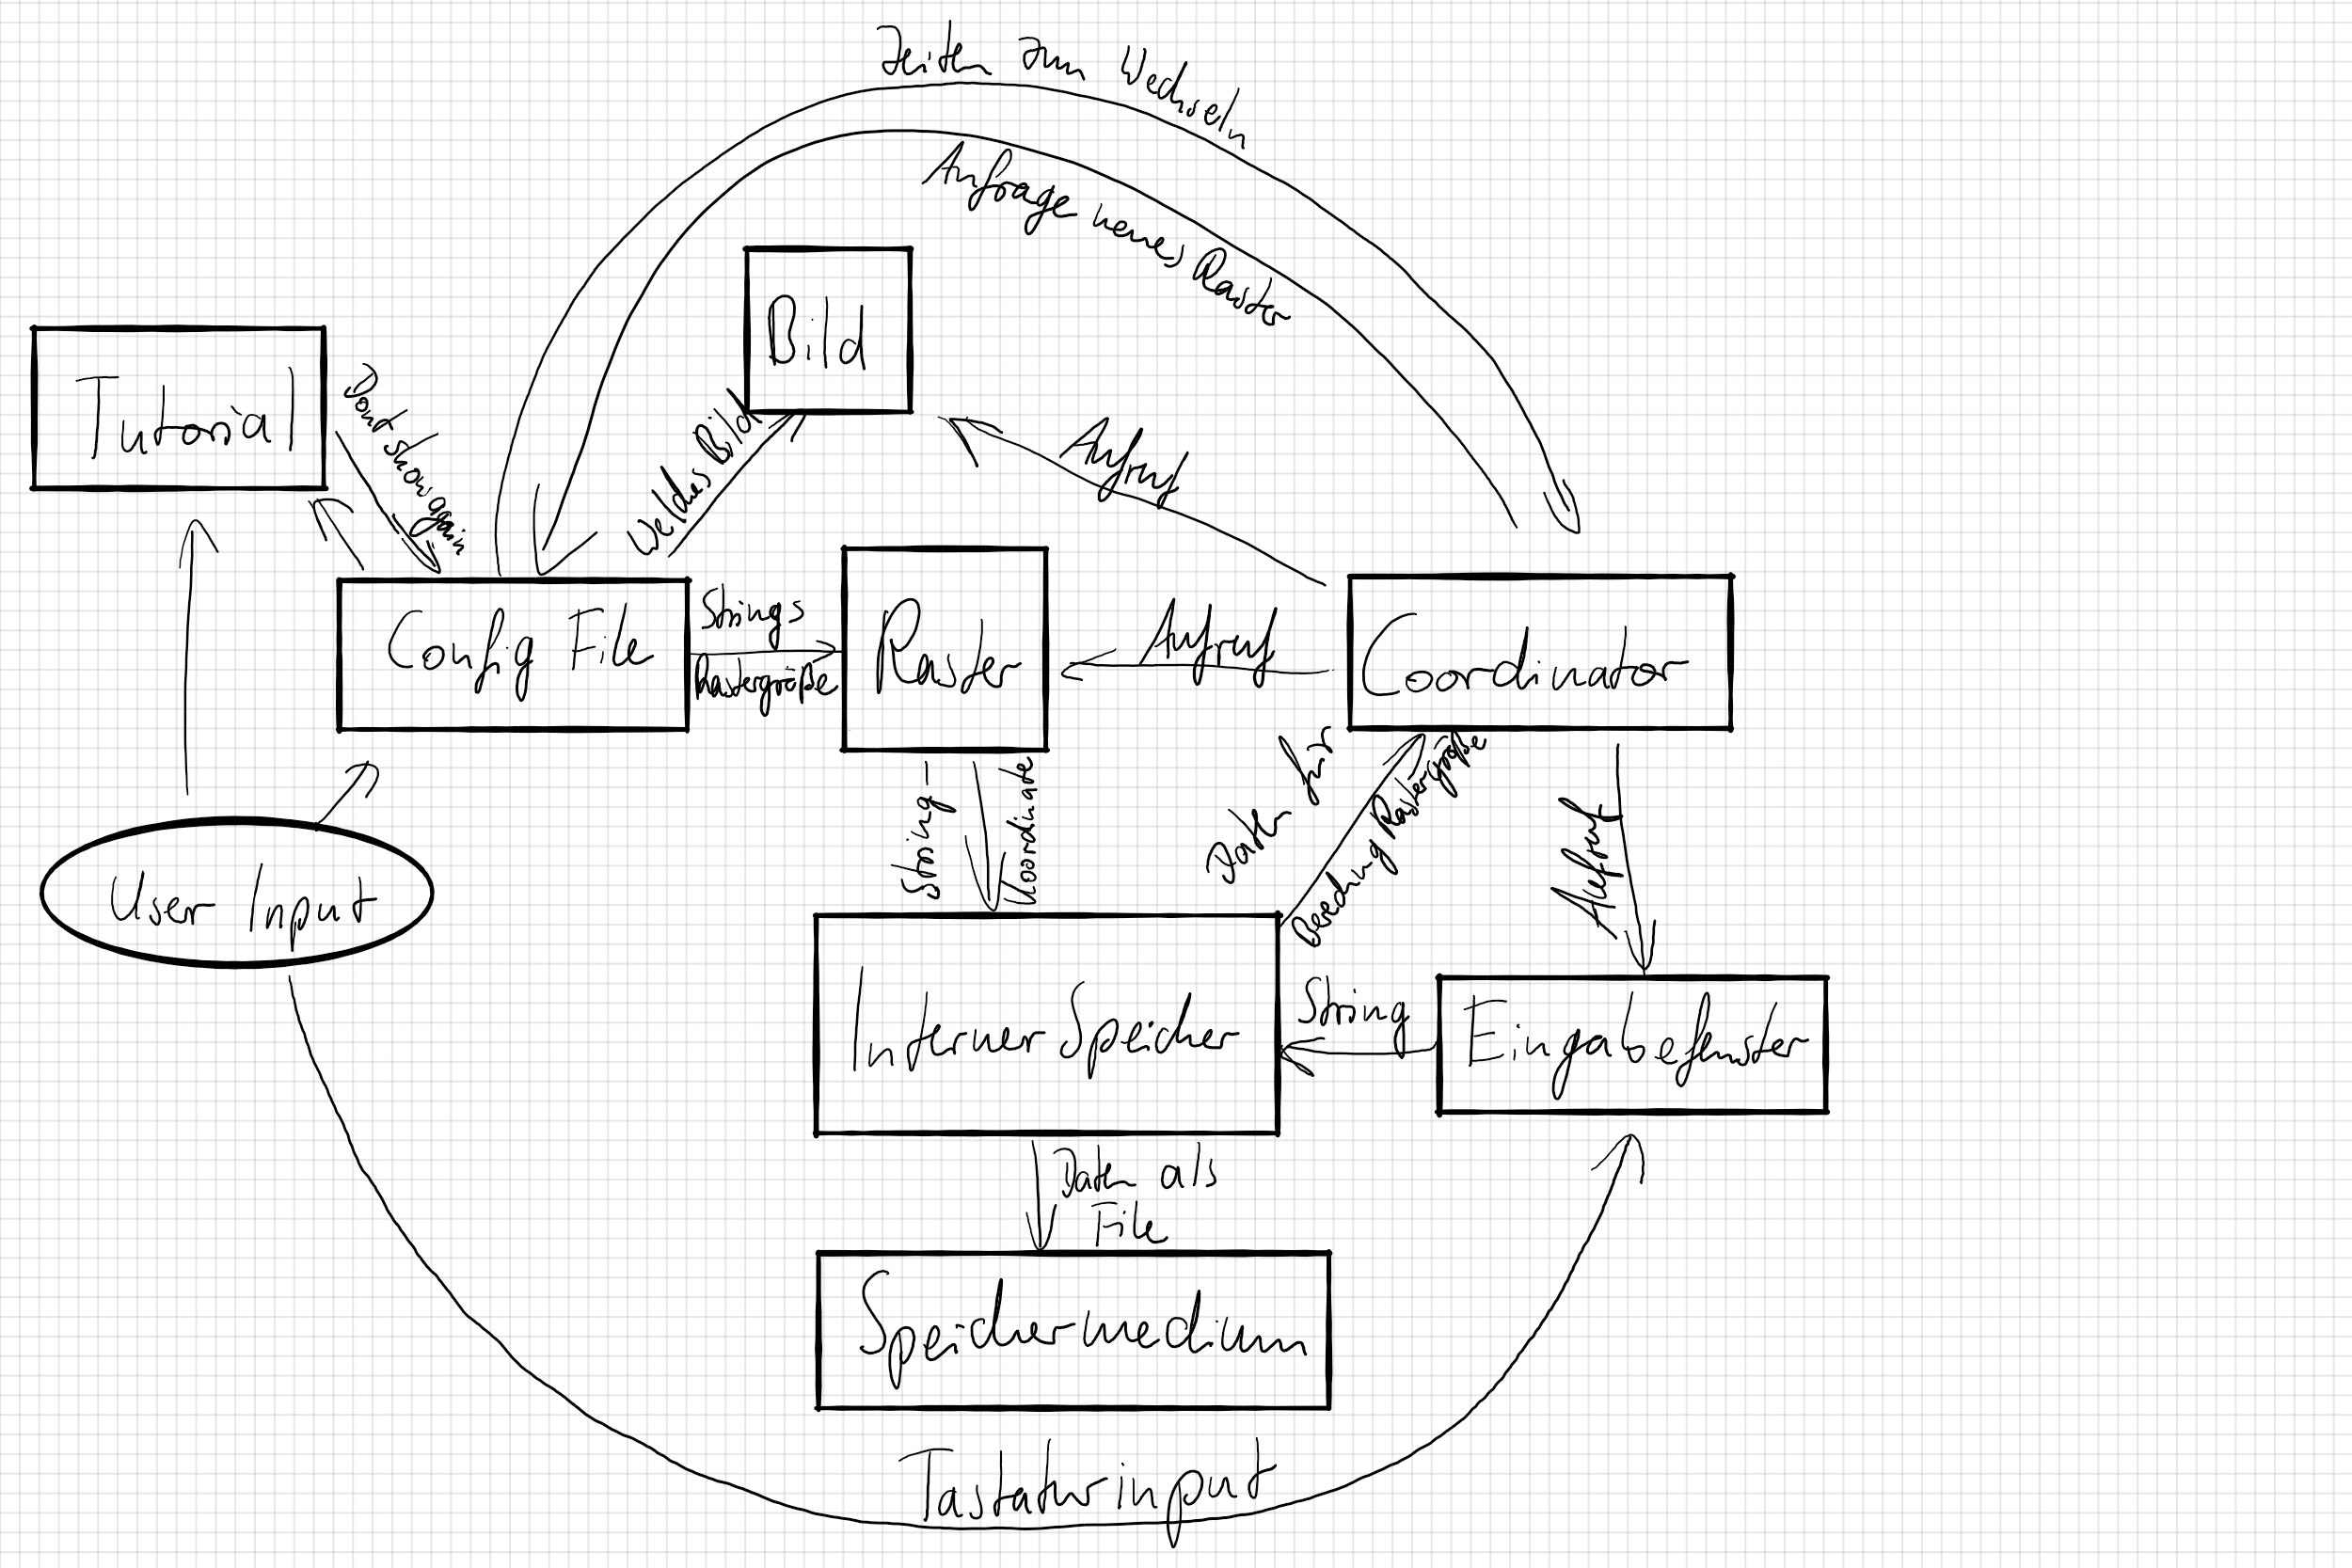 Zeiten zum Wechseln
Anfrage neues Raster
Bild
Tutorial
Dont show again
Welches Bild
Aufruf
Config File
Strings
Rastergröße
Raster
Aufruf
Coordinator
String-
Koordinate
Daten für
Berechnung Rastergröße
Aufruf
User Input
Interner Speicher
String
Eingabefenster
Daten als
File
Speichermedium
Tastaturinput